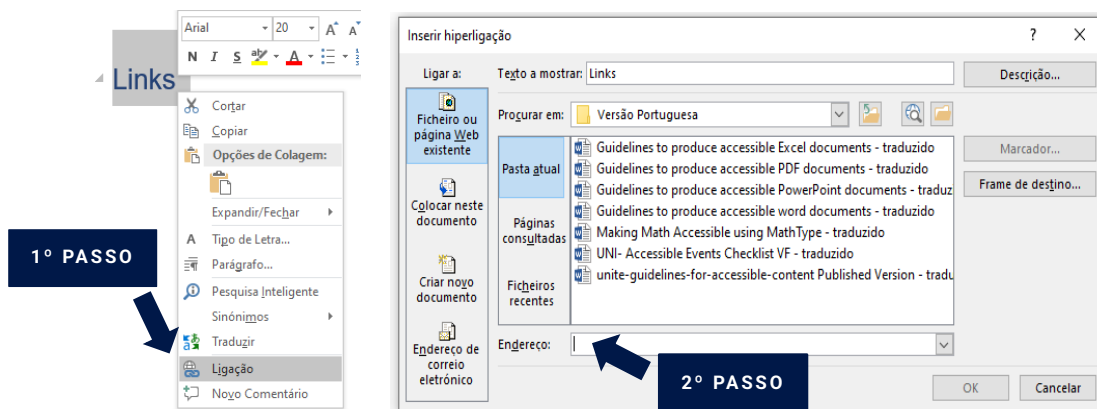 Arial
20
A
A
N I S aby A
Links
Cortar
Copiar
Opções de Colagem:
Expandir/Fechar
A Tipo de Letra...
Parágrafo...
Pesquisa Inteligente
Sinónimos
Traduzir
Ligação
Novo Comentário
1º PASSO
Inserir hiperligação
? X
Ligar a:
Texto a mostrar: Links
Descrição...
Ficheiro ou
página Web
existente
Procurar em:
Versão Portuguesa
Pasta atual
Guidelines to produce accessible Excel documents - traduzido
Guidelines to produce accessible PDF documents - traduzido
Guidelines to produce accessible PowerPoint documents - traduz
Guidelines to produce accessible word documents - traduzido
Making Math Accessible using MathType - traduzido
UNI- Accessible Events Checklist VF - traduzido
unite-guidelines-for-accessible-content Published Version - tradu
Marcador...
Frame de destino...
Colocar neste
documento
Páginas
consultadas
Criar novo
documento
Ficheiros
recentes
Endereço de
correio
eletrónico
Endereço:
2º PASSO
OK
Cancelar